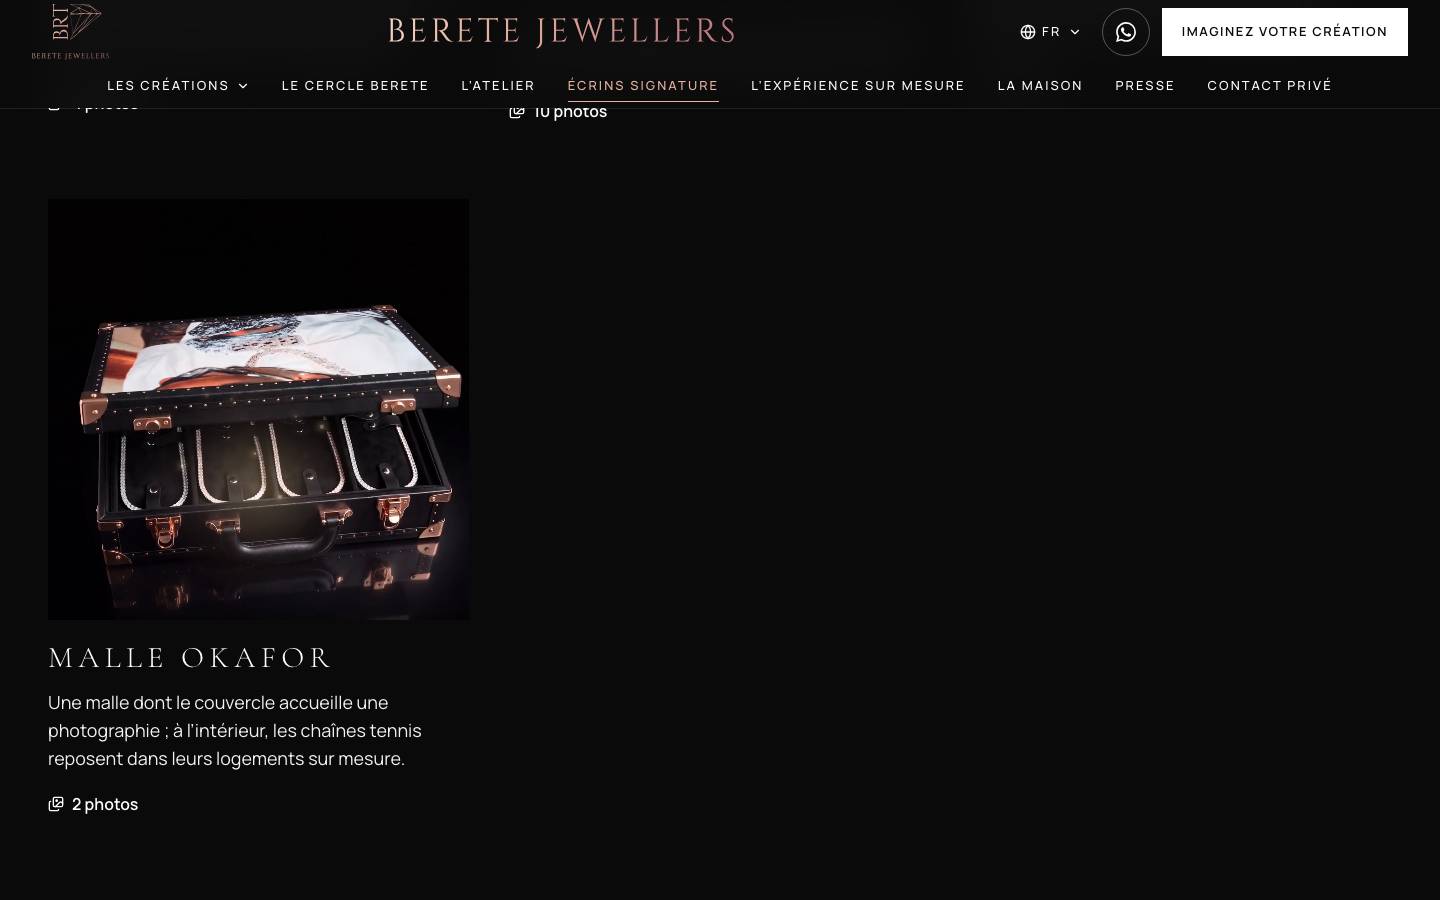 BRT
BERETE JEWELLERS
BERETE JEWELLERS
FR
IMAGINEZ VOTRE CRÉATION
LES CRÉATIONS
LE CERCLE BERETE
L'ATELIER
ÉCRINS SIGNATURE
L'EXPÉRIENCE SUR MESURE
LA MAISON
PRESSE
CONTACT PRIVÉ
photos
10 photos
MALLE OKAFOR
Une malle dont le couvercle accueille une
photographie ; à l'intérieur, les chaînes tennis
reposent dans leurs logements sur mesure.
2 photos